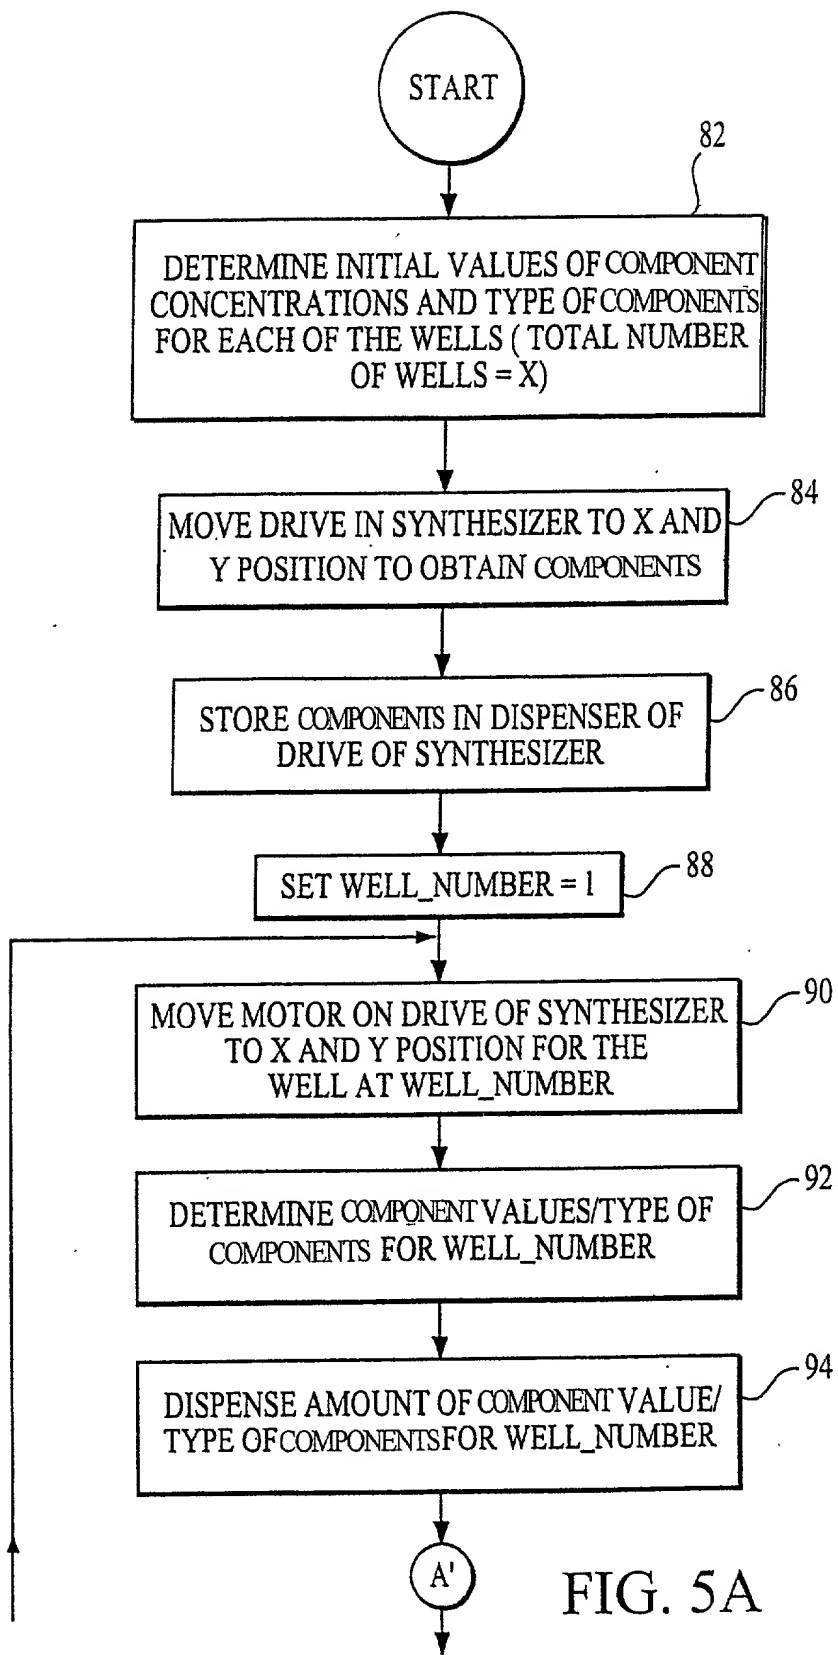 START
82
DETERMINE INITIAL VALUES OF COMPONENT
CONCENTRATIONS AND TYPE OF COMPONENTS
FOR EACH OF THE WELLS ( TOTAL NUMBER
OF WELLS = X)
84
MOVE DRIVE IN SYNTHESIZER TO X AND
Y POSITION TO OBTAIN COMPONENTS
86
STORE COMPONENTS IN DISPENSER OF
DRIVE OF SYNTHESIZER
88
SET WELL_NUMBER = 1
90
MOVE MOTOR ON DRIVE OF SYNTHESIZER
TO X AND Y POSITION FOR THE
WELL AT WELL_NUMBER
92
DETERMINE COMPONENT VALUES/TYPE OF
COMPONENTS FOR WELL_NUMBER
94
DISPENSE AMOUNT OF COMPONENT VALUE/
TYPE OF COMPONENTS FOR WELL_NUMBER
A'
FIG. 5A